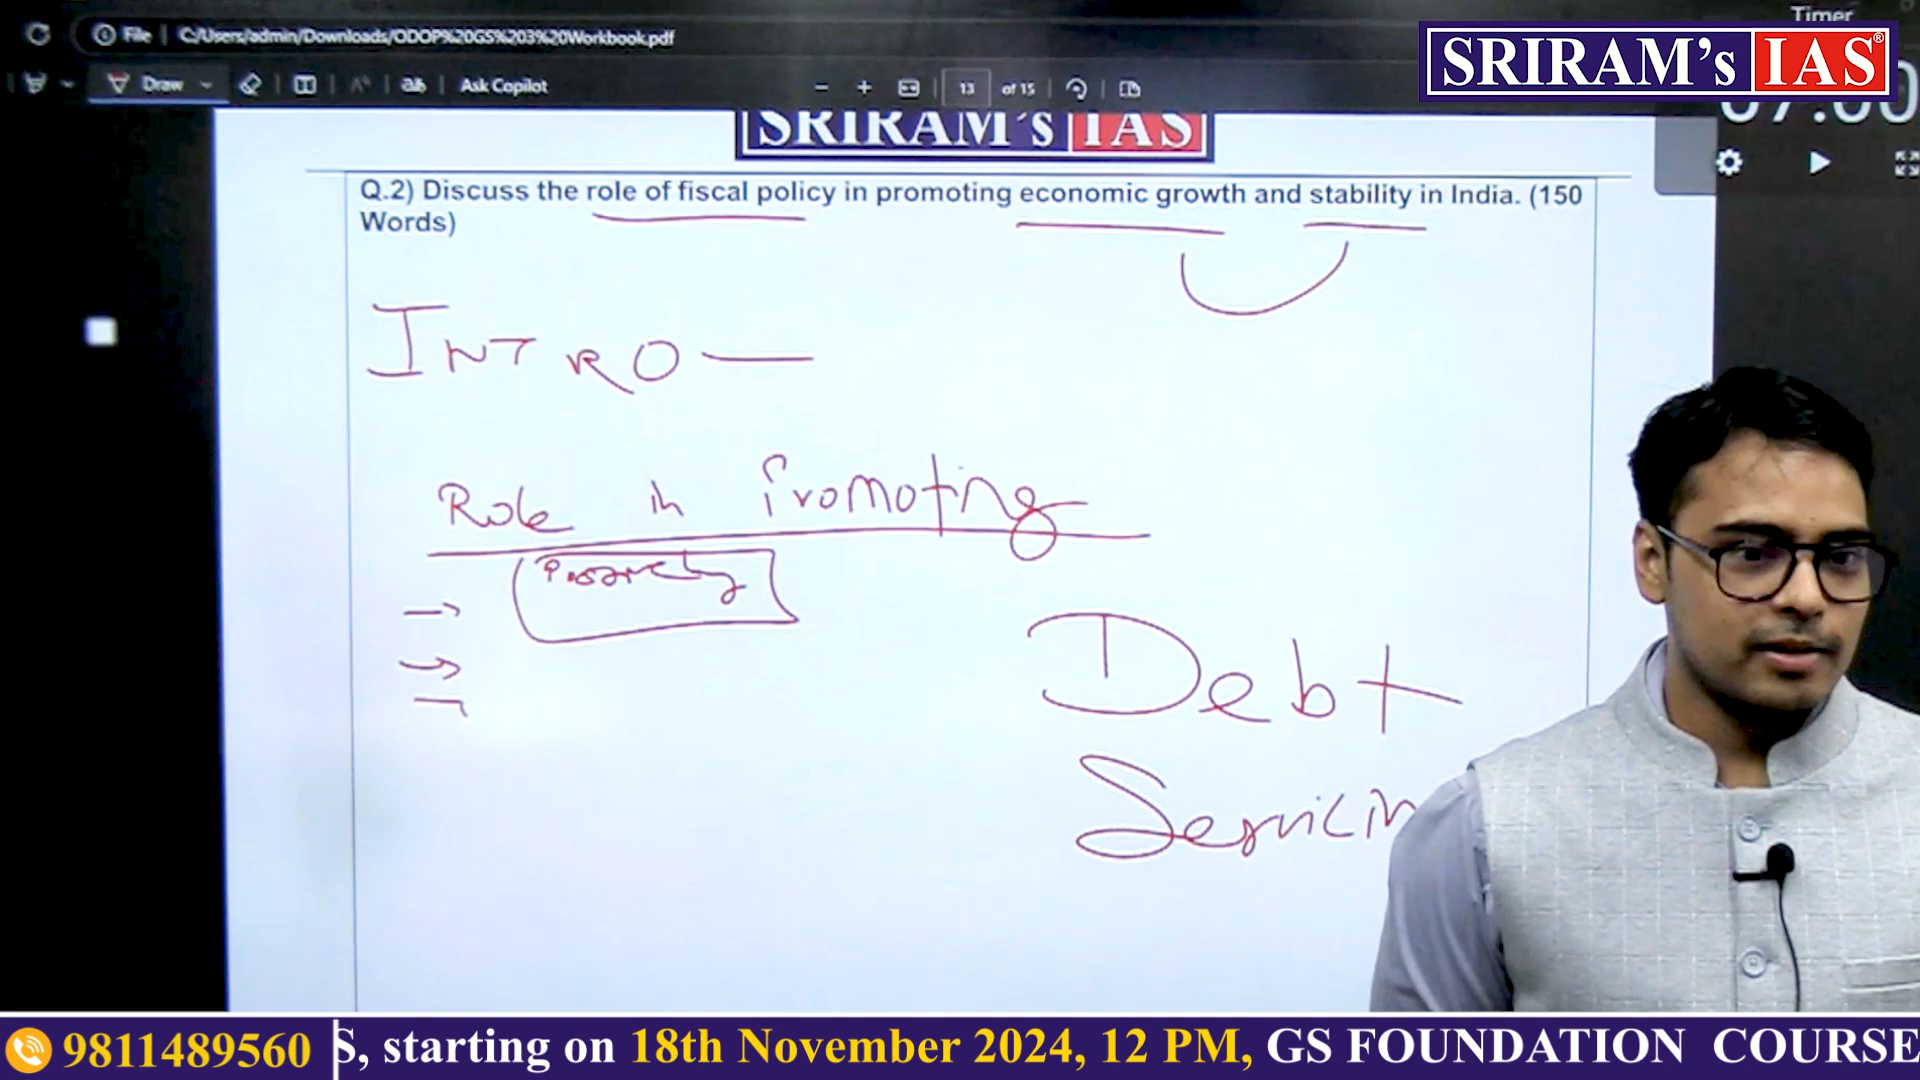 Timer
File | C:/Users/admin/Downloads/ODOP%20GS%203%20Workbook.pdf
SRIRAM's IAS®
Draw Ask Copilot 13 of 15
SRIRAM's IAS
Q.2) Discuss the role of fiscal policy in promoting economic growth and stability in India. (150
Words)
INTRO —
Role in Promoting
Debt
Servicin
9811489560 S, starting on 18th November 2024, 12 PM, GS FOUNDATION COURSE